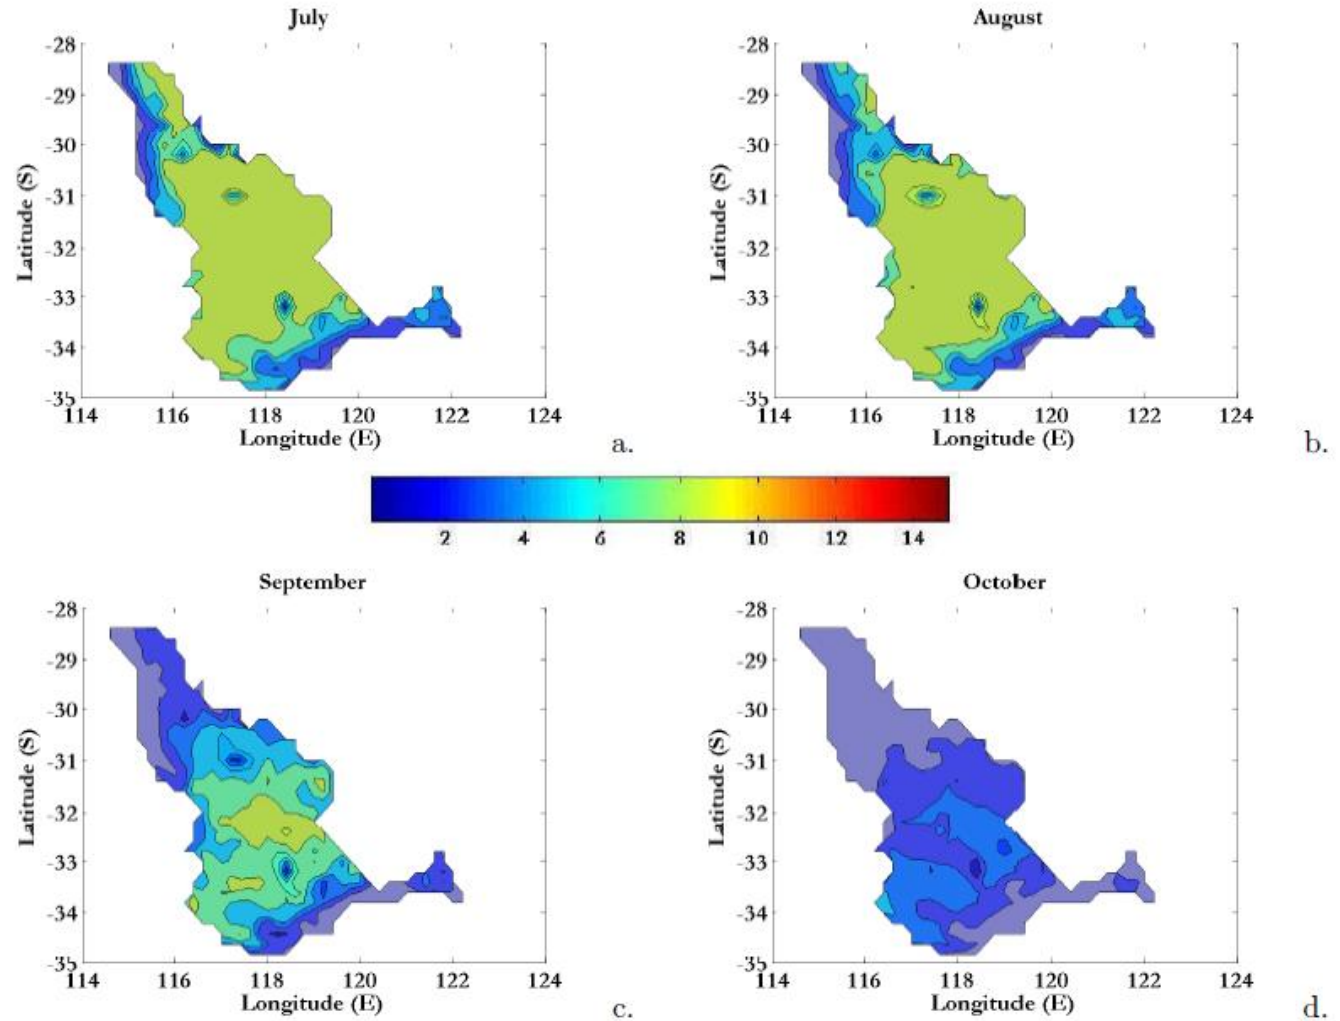 July
August
-28
-29
-30
-31
-32
-33
-34
-35
Latitude (S)
114 116 118 120 122 124
Longitude (E)
a.
-28
-29
-30
-31
-32
-33
-34
-35
Latitude (S)
114 116 118 120 122 124
Longitude (E)
b.
2 4 6 8 10 12 14
September
October
-28
-29
-30
-31
-32
-33
-34
-35
Latitude (S)
114 116 118 120 122 124
Longitude (E)
c.
-28
-29
-30
-31
-32
-33
-34
-35
Latitude (S)
114 116 118 120 122 124
Longitude (E)
d.